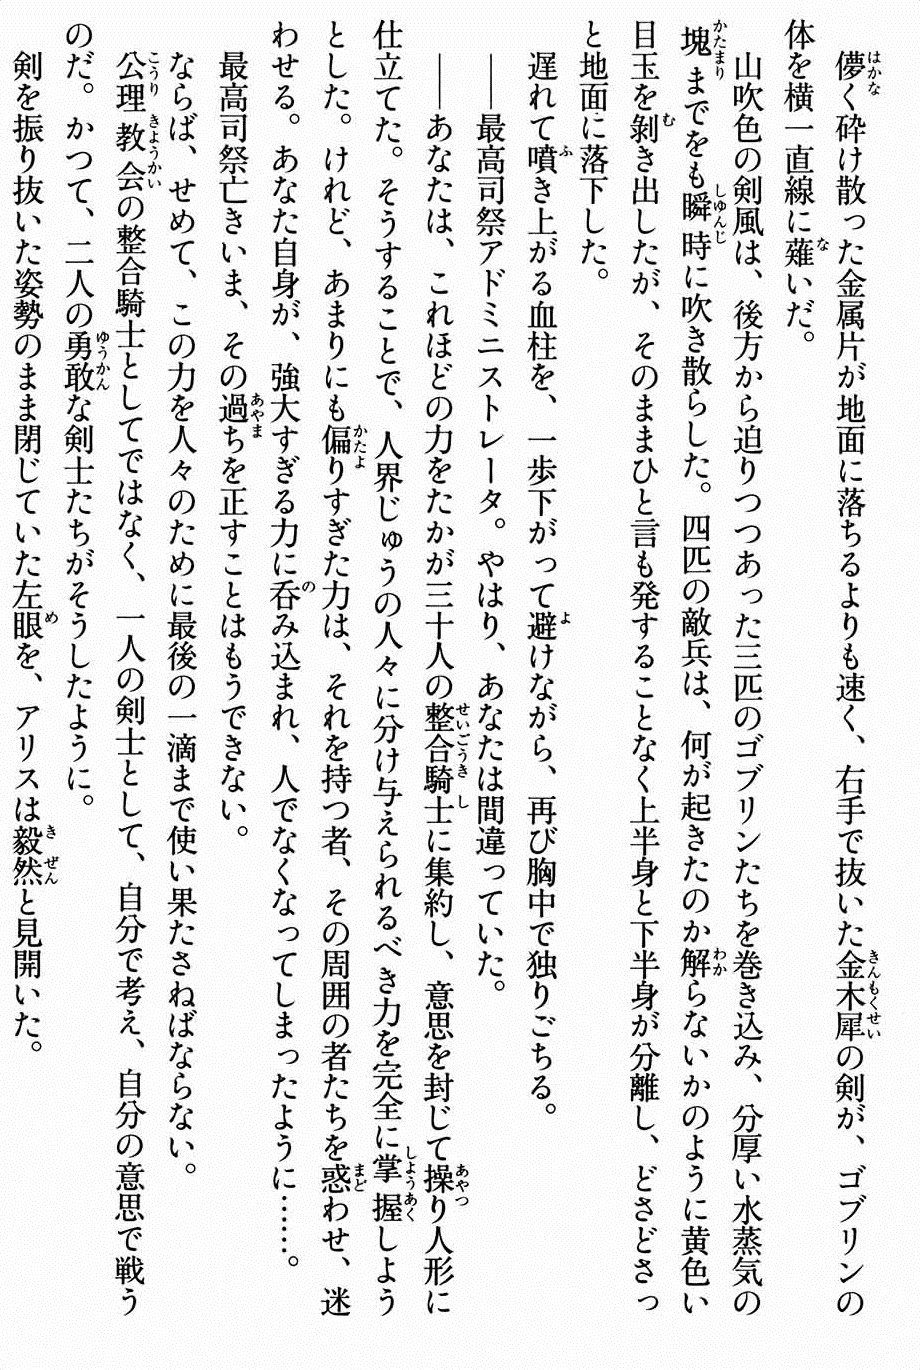 儚く砕け散った金属片が地面に落ちるよりも速く、右手で抜いた金木犀の剣が、ゴブリンの
体を横一直線に薙いだ。
山吹色の剣風は、後方から迫りつつあった三匹のゴブリンたちを巻き込み、分厚い水蒸気の
塊までをも瞬時に吹き散らした。四匹の敵兵は、何が起きたのか解らないかのように黄色い
目玉を剝き出したが、そのままひと言も発することなく上半身と下半身が分離し、どさどさっ
と地面に落下した。
遅れて噴き上がる血柱を、一歩下がって避けながら、再び胸中で独りごちる。
――最高司祭アドミニストレータ。やはり、あなたは間違っていた。
――あなたは、これほどの力をたかが三十人の整合騎士に集約し、意思を封じて操り人形に
仕立てた。そうすることで、人界じゅうの人々に分け与えられるべき力を完全に掌握しよう
とした。けれど、あまりにも偏りすぎた力は、それを持つ者、その周囲の者たちを惑わせ、迷
わせる。あなた自身が、強大すぎる力に呑み込まれ、人でなくなってしまったように……。
最高司祭亡きいま、その過ちを正すことはもうできない。
ならば、せめて、この力を人々のために最後の一滴まで使い果たさねばならない。
公理教会の整合騎士としてではなく、一人の剣士として、自分で考え、自分の意思で戦う
のだ。かつて、二人の勇敢な剣士たちがそうしたように。
剣を振り抜いた姿勢のまま閉じていた左眼を、アリスは毅然と見開いた。